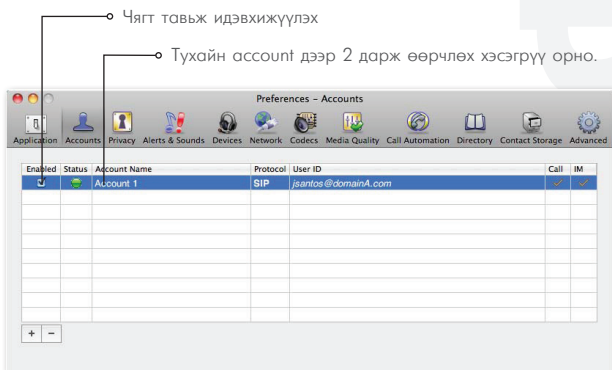 Чягт тавьж идэвхижүүлэх
Тухайн account дээр 2 дарж өөрчлөх хэсэгрүү орно.
Preferences – Accounts
Application Accounts Privacy Alerts & Sounds Devices Network Codecs Media Quality Call Automation Directory Contact Storage Advanced
Enabled Status Account Name Protocol User ID Call IM
Account 1 SIP jsantos@domainA.com
+ −